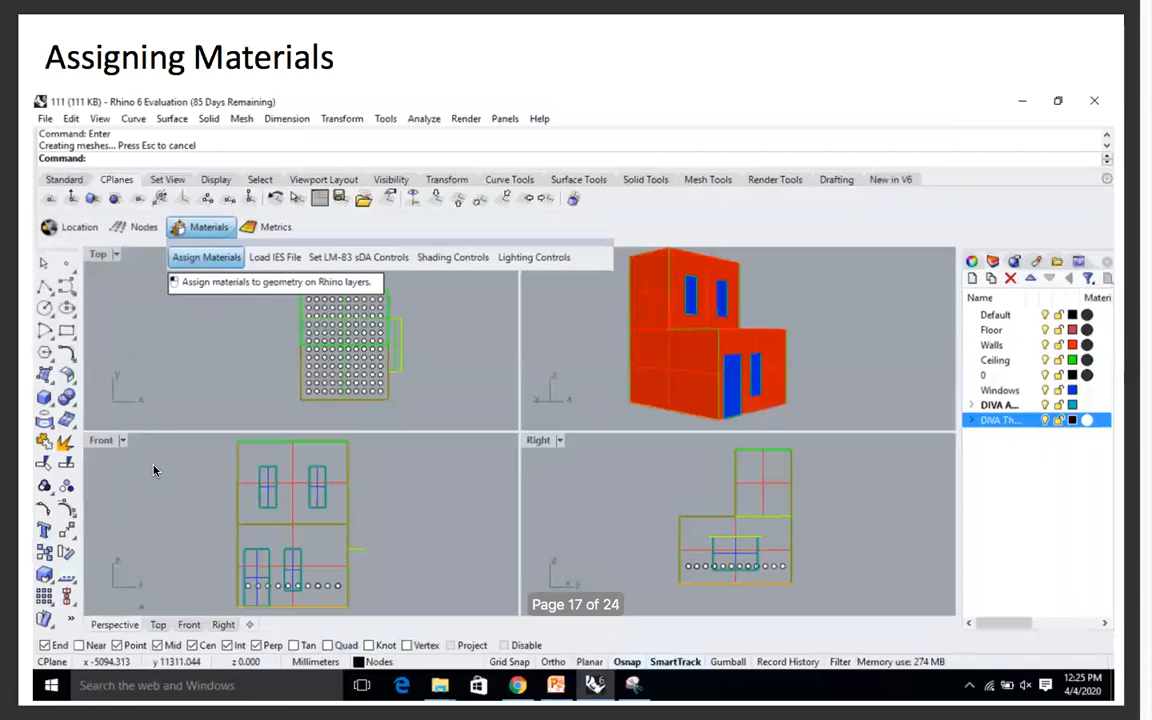 Assigning Materials
111 (111 KB) - Rhino 6 Evaluation (85 Days Remaining)
File Edit View Curve Surface Solid Mesh Dimension Transform Tools Analyze Render Panels Help
Command: Enter
Creating meshes... Press Esc to cancel
Command:
Standard CPlanes Set View Display Select Viewport Layout Visibility Transform Curve Tools Surface Tools Solid Tools Mesh Tools Render Tools Drafting New in V6
Location Nodes Materials Metrics
Assign Materials Load IES File Set LM-83 sDA Controls Shading Controls Lighting Controls
Assign materials to geometry on Rhino layers.
Top
y
x
z
y x
Name Materi
Default
Floor
Walls
Ceiling
0
Windows
DIVA A...
DIVA Th...
Front
z
x
Right
z
y
Page 17 of 24
Perspective Top Front Right
End Near Point Mid Cen Int Perp Tan Quad Knot Vertex Project Disable
CPlane x -5094.313 y 11311.044 z 0.000 Millimeters Nodes Grid Snap Ortho Planar Osnap SmartTrack Gumball Record History Filter Memory use: 274 MB
Search the web and Windows
12:25 PM
4/4/2020